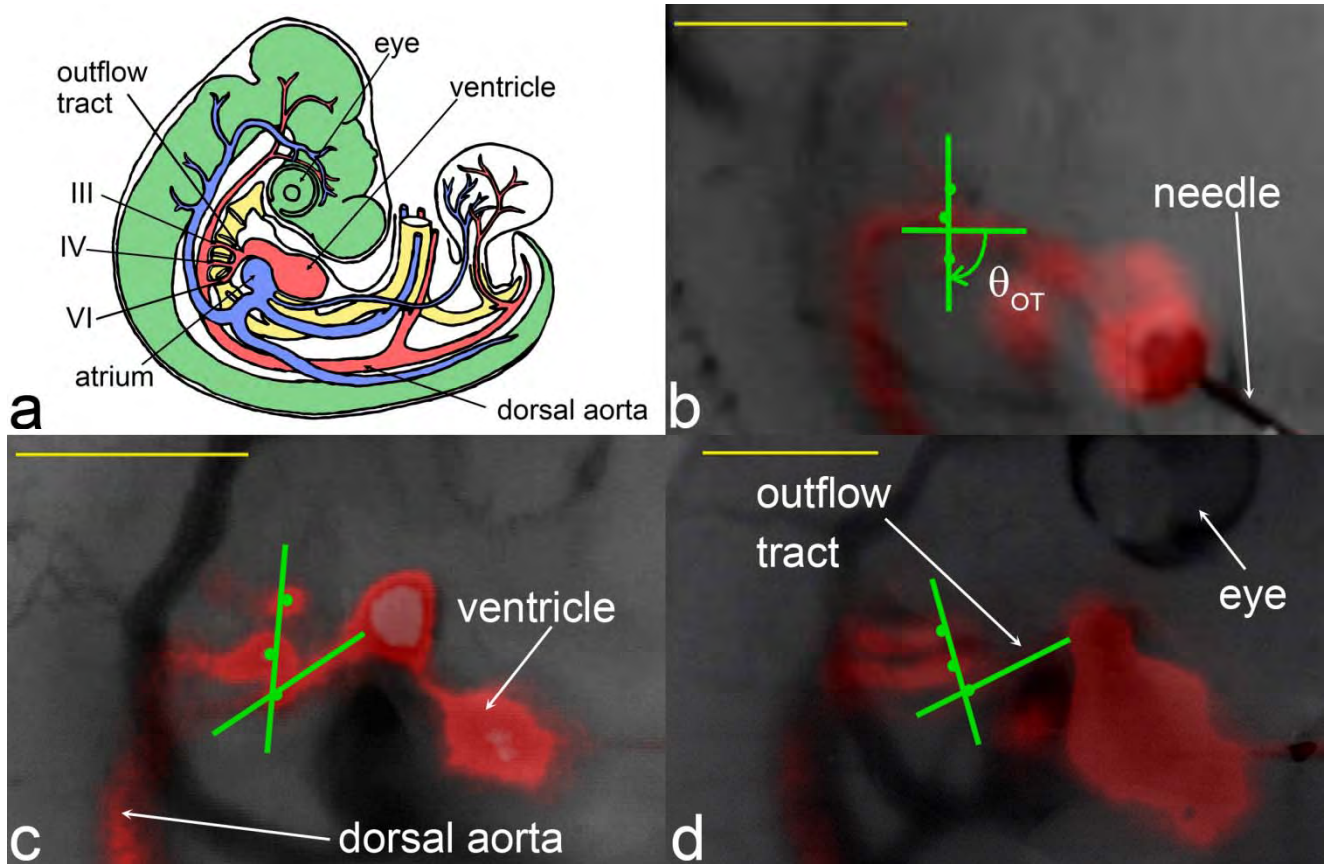 eye
outflow
tract
ventricle
III
IV
VI
atrium
dorsal aorta
a
needle
θOT
b
ventricle
dorsal aorta
c
outflow
tract
eye
d